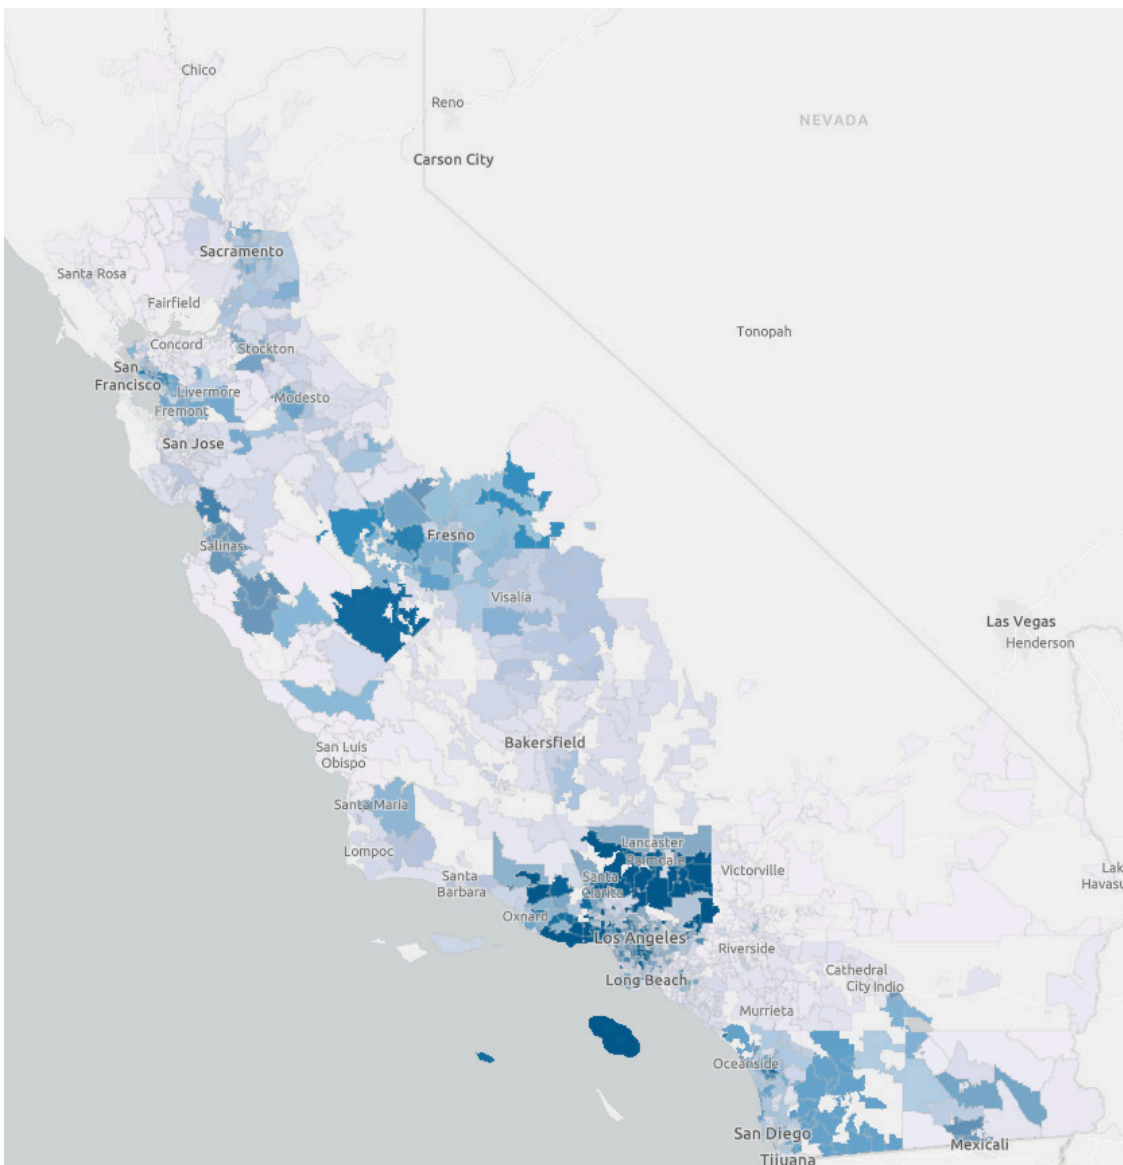 Chico
Reno
NEVADA
Carson City
Sacramento
Santa Rosa
Fairfield
Tonopah
Concord
Stockton
San
Francisco
Livermore
Modesto
Fremont
San Jose
Salinas
Fresno
Visalia
Las Vegas
Henderson
Bakersfield
San Luis
Obispo
Santa Maria
Lompoc
Lancaster
Palmdale
Santa
Clarita
Victorville
Santa
Barbara
Lak
Havasu
Oxnard
Los Angeles
Riverside
Long Beach
Cathedral
City
Indio
Murrieta
Oceanside
San Diego
Mexicali
Tijuana